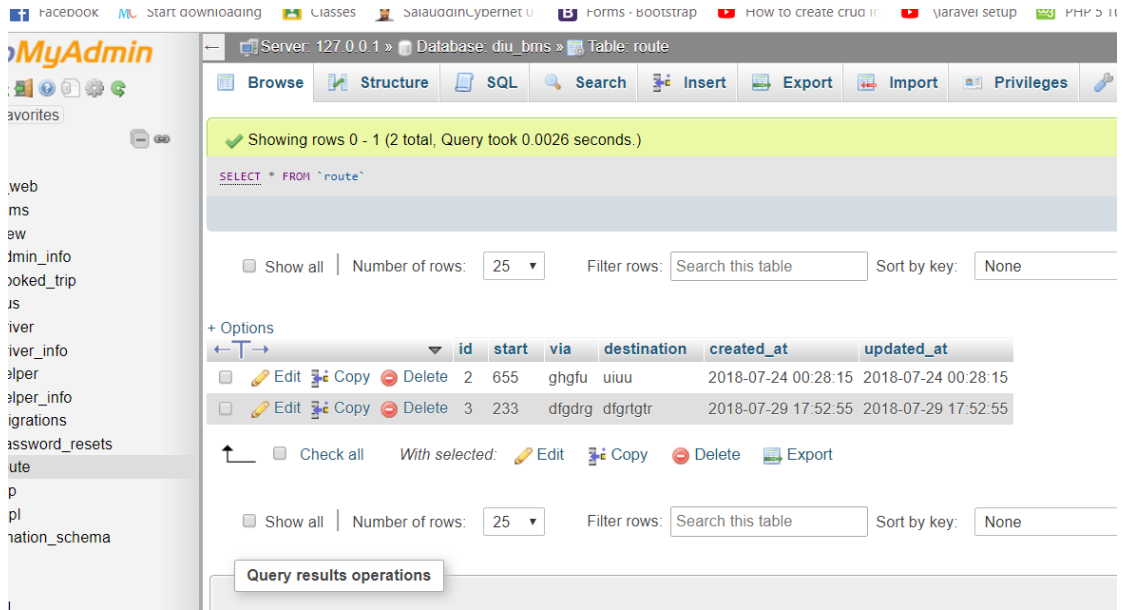 Facebook Start downloading Classes SalauddinCybernet 0 Forms · Bootstrap How to create crud in \laravel setup PHP 5 Tu
MyAdmin
← Server: 127.0.0.1 » Database: diu_bms » Table: route
Browse Structure SQL Search Insert Export Import Privileges
avorites
Showing rows 0 - 1 (2 total, Query took 0.0026 seconds.)
SELECT * FROM `route`
_web
ms
ew
dmin_info
ooked_trip
us
river
river_info
elper
elper_info
igrations
assword_resets
ute
p
pl
nation_schema
Show all Number of rows: 25 Filter rows: Search this table Sort by key: None
+ Options
←T→ id start via destination created_at updated_at
Edit Copy Delete 2 655 ghgfu uiuu 2018-07-24 00:28:15 2018-07-24 00:28:15
Edit Copy Delete 3 233 dfgdrg dfgrtgtr 2018-07-29 17:52:55 2018-07-29 17:52:55
Check all With selected: Edit Copy Delete Export
Show all Number of rows: 25 Filter rows: Search this table Sort by key: None
Query results operations